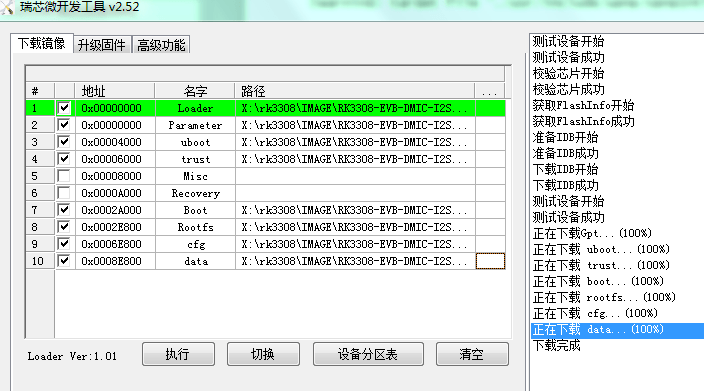 瑞芯微开发工具 v2.52
下载镜像 升级固件 高级功能
# 地址 名字 路径 ...
1 0x00000000 Loader X:\rk3308\IMAGE\RK3308-EVB-DMIC-I2S...
2 0x00000000 Parameter X:\rk3308\IMAGE\RK3308-EVB-DMIC-I2S...
3 0x00004000 uboot X:\rk3308\IMAGE\RK3308-EVB-DMIC-I2S...
4 0x00006000 trust X:\rk3308\IMAGE\RK3308-EVB-DMIC-I2S...
5 0x00008000 Misc
6 0x0000A000 Recovery
7 0x0002A000 Boot X:\rk3308\IMAGE\RK3308-EVB-DMIC-I2S...
8 0x0002E800 Rootfs X:\rk3308\IMAGE\RK3308-EVB-DMIC-I2S...
9 0x0006E800 cfg X:\rk3308\IMAGE\RK3308-EVB-DMIC-I2S...
10 0x0008E800 data X:\rk3308\IMAGE\RK3308-EVB-DMIC-I2S...
Loader Ver:1.01 执行 切换 设备分区表 清空
测试设备开始
测试设备成功
校验芯片开始
校验芯片成功
获取FlashInfo开始
获取FlashInfo成功
准备IDB开始
准备IDB成功
下载IDB开始
下载IDB成功
测试设备开始
测试设备成功
正在下载Gpt...(100%)
正在下载 uboot...(100%)
正在下载 trust...(100%)
正在下载 boot...(100%)
正在下载 rootfs...(100%)
正在下载 cfg...(100%)
正在下载 data...(100%)
下载完成